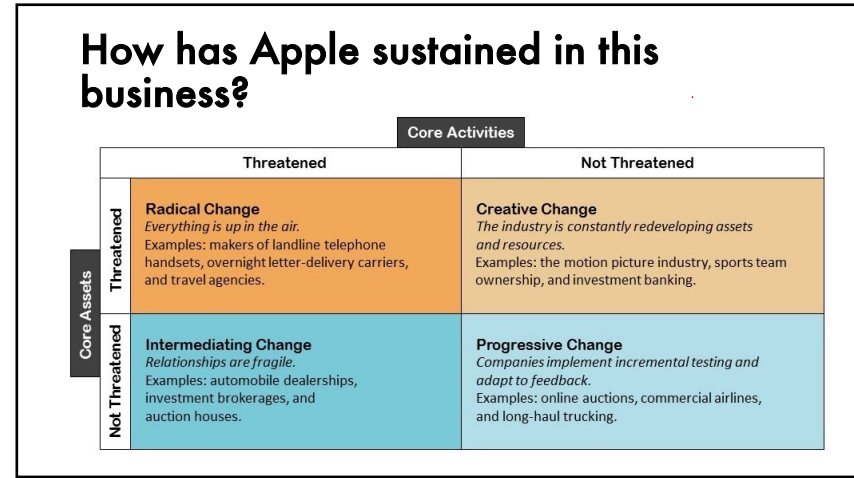 How has Apple sustained in this
business?
Core Activities
Threatened
Not Threatened
Core Assets
Threatened
Radical Change
Everything is up in the air.
Examples: makers of landline telephone
handsets, overnight letter-delivery carriers,
and travel agencies.
Creative Change
The industry is constantly redeveloping assets
and resources.
Examples: the motion picture industry, sports team
ownership, and investment banking.
Not Threatened
Intermediating Change
Relationships are fragile.
Examples: automobile dealerships,
investment brokerages, and
auction houses.
Progressive Change
Companies implement incremental testing and
adapt to feedback.
Examples: online auctions, commercial airlines,
and long-haul trucking.